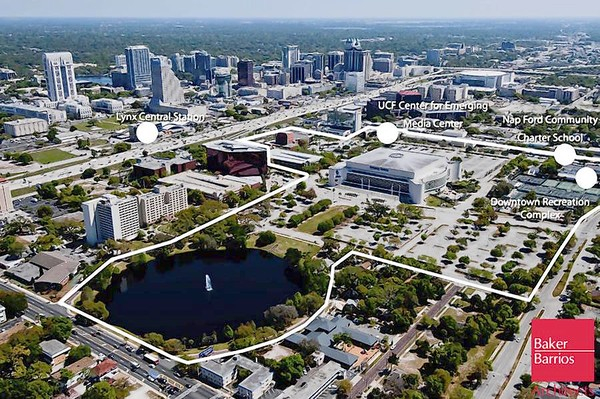 UCF Center for Emerging
Media Center
Lynx Central Station
Nap Ford Community
Charter School
Downtown Recreation
Complex
Baker
Barrios